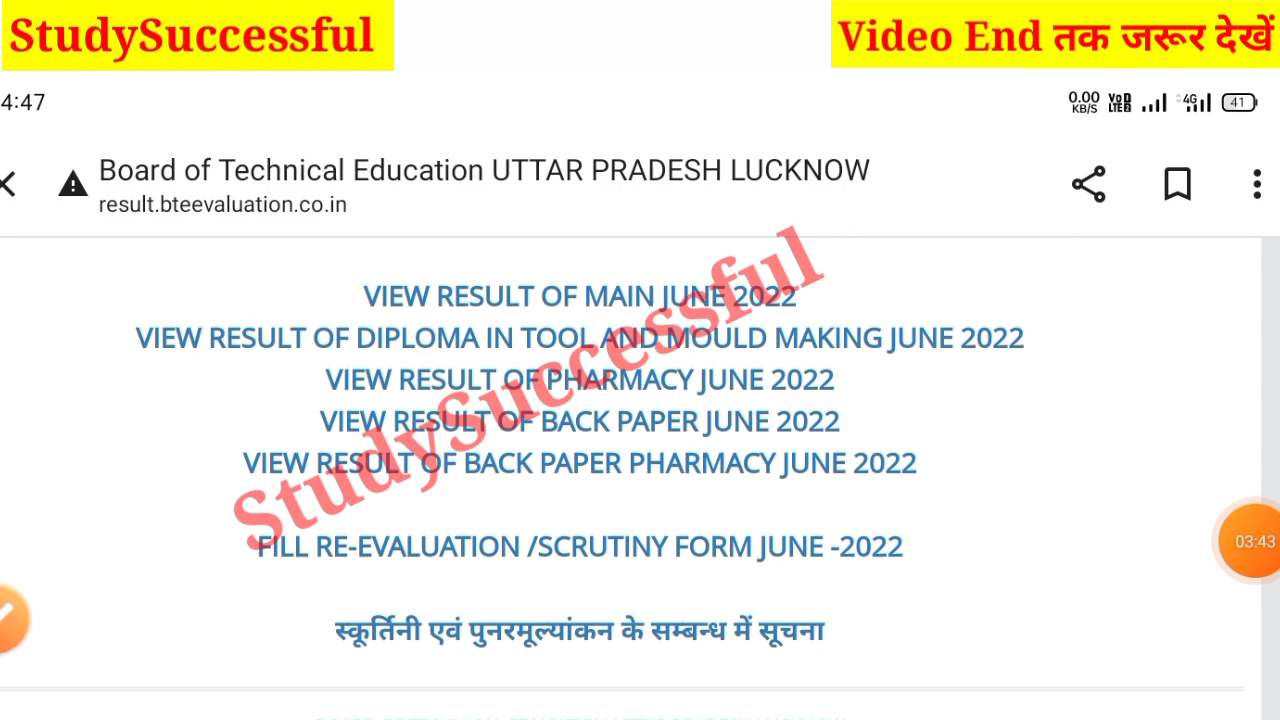 StudySuccessful
Video End तक जरूर देखें
4:47
0.00 KB/S VoD LTE2 4G 41
Board of Technical Education UTTAR PRADESH LUCKNOW
result.bteevaluation.co.in
VIEW RESULT OF MAIN JUNE 2022
VIEW RESULT OF DIPLOMA IN TOOL AND MOULD MAKING JUNE 2022
VIEW RESULT OF PHARMACY JUNE 2022
VIEW RESULT OF BACK PAPER JUNE 2022
VIEW RESULT OF BACK PAPER PHARMACY JUNE 2022
StudySuccessful
FILL RE-EVALUATION /SCRUTINY FORM JUNE -2022
03:43
स्कूर्तिनी एवं पुनरमूल्यांकन के सम्बन्ध में सूचना